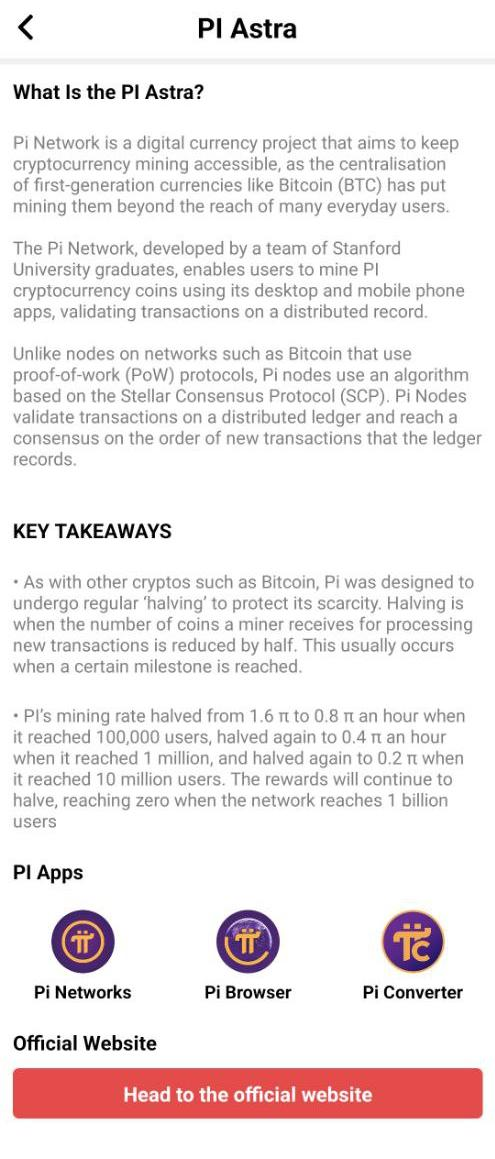 PI Astra
What Is the PI Astra?
Pi Network is a digital currency project that aims to keep
cryptocurrency mining accessible, as the centralisation
of first-generation currencies like Bitcoin (BTC) has put
mining them beyond the reach of many everyday users.
The Pi Network, developed by a team of Stanford
University graduates, enables users to mine PI
cryptocurrency coins using its desktop and mobile phone
apps, validating transactions on a distributed record.
Unlike nodes on networks such as Bitcoin that use
proof-of-work (PoW) protocols, Pi nodes use an algorithm
based on the Stellar Consensus Protocol (SCP). Pi Nodes
validate transactions on a distributed ledger and reach a
consensus on the order of new transactions that the ledger
records.
KEY TAKEAWAYS
• As with other cryptos such as Bitcoin, Pi was designed to
undergo regular ‘halving’ to protect its scarcity. Halving is
when the number of coins a miner receives for processing
new transactions is reduced by half. This usually occurs
when a certain milestone is reached.
• PI’s mining rate halved from 1.6 π to 0.8 π an hour when
it reached 100,000 users, halved again to 0.4 π an hour
when it reached 1 million, and halved again to 0.2 π when
it reached 10 million users. The rewards will continue to
halve, reaching zero when the network reaches 1 billion
users
PI Apps
Pi Networks Pi Browser Pi Converter
Official Website
Head to the official website